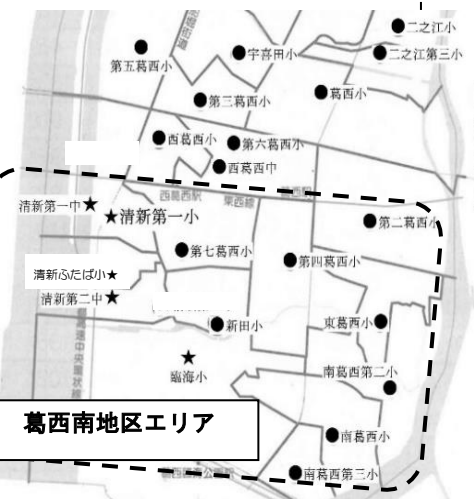 二之江小
二之江第三小
宇喜田小
第五葛西小
葛西小
第三葛西小
西葛西小
第六葛西小
西葛西中
西葛西駅
東西線
葛西駅
清新第一中★
★清新第一小
第二葛西小
第七葛西小
第四葛西小
清新ふたば小★
清新第二中★
新田小
東葛西小
★
臨海小
南葛西第二小
葛西南地区エリア
南葛西小
南葛西第三小